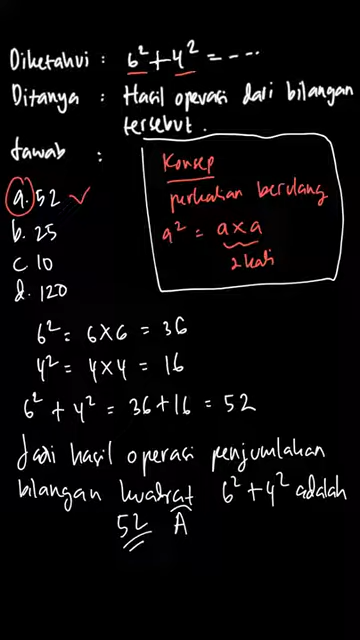 Diketahui : 6² + 4² = ....
Ditanya : Hasil operasi dari bilangan
tersebut.
Jawab :
a. 52 ✓
b. 25
c. 10
d. 120
Konsep
perkalian berulang
a² = a × a
2 kali
6² = 6 × 6 = 36
4² = 4 × 4 = 16
6² + 4² = 36 + 16 = 52
Jadi hasil operasi penjumlahan
bilangan kuadrat 6² + 4² adalah
52 A